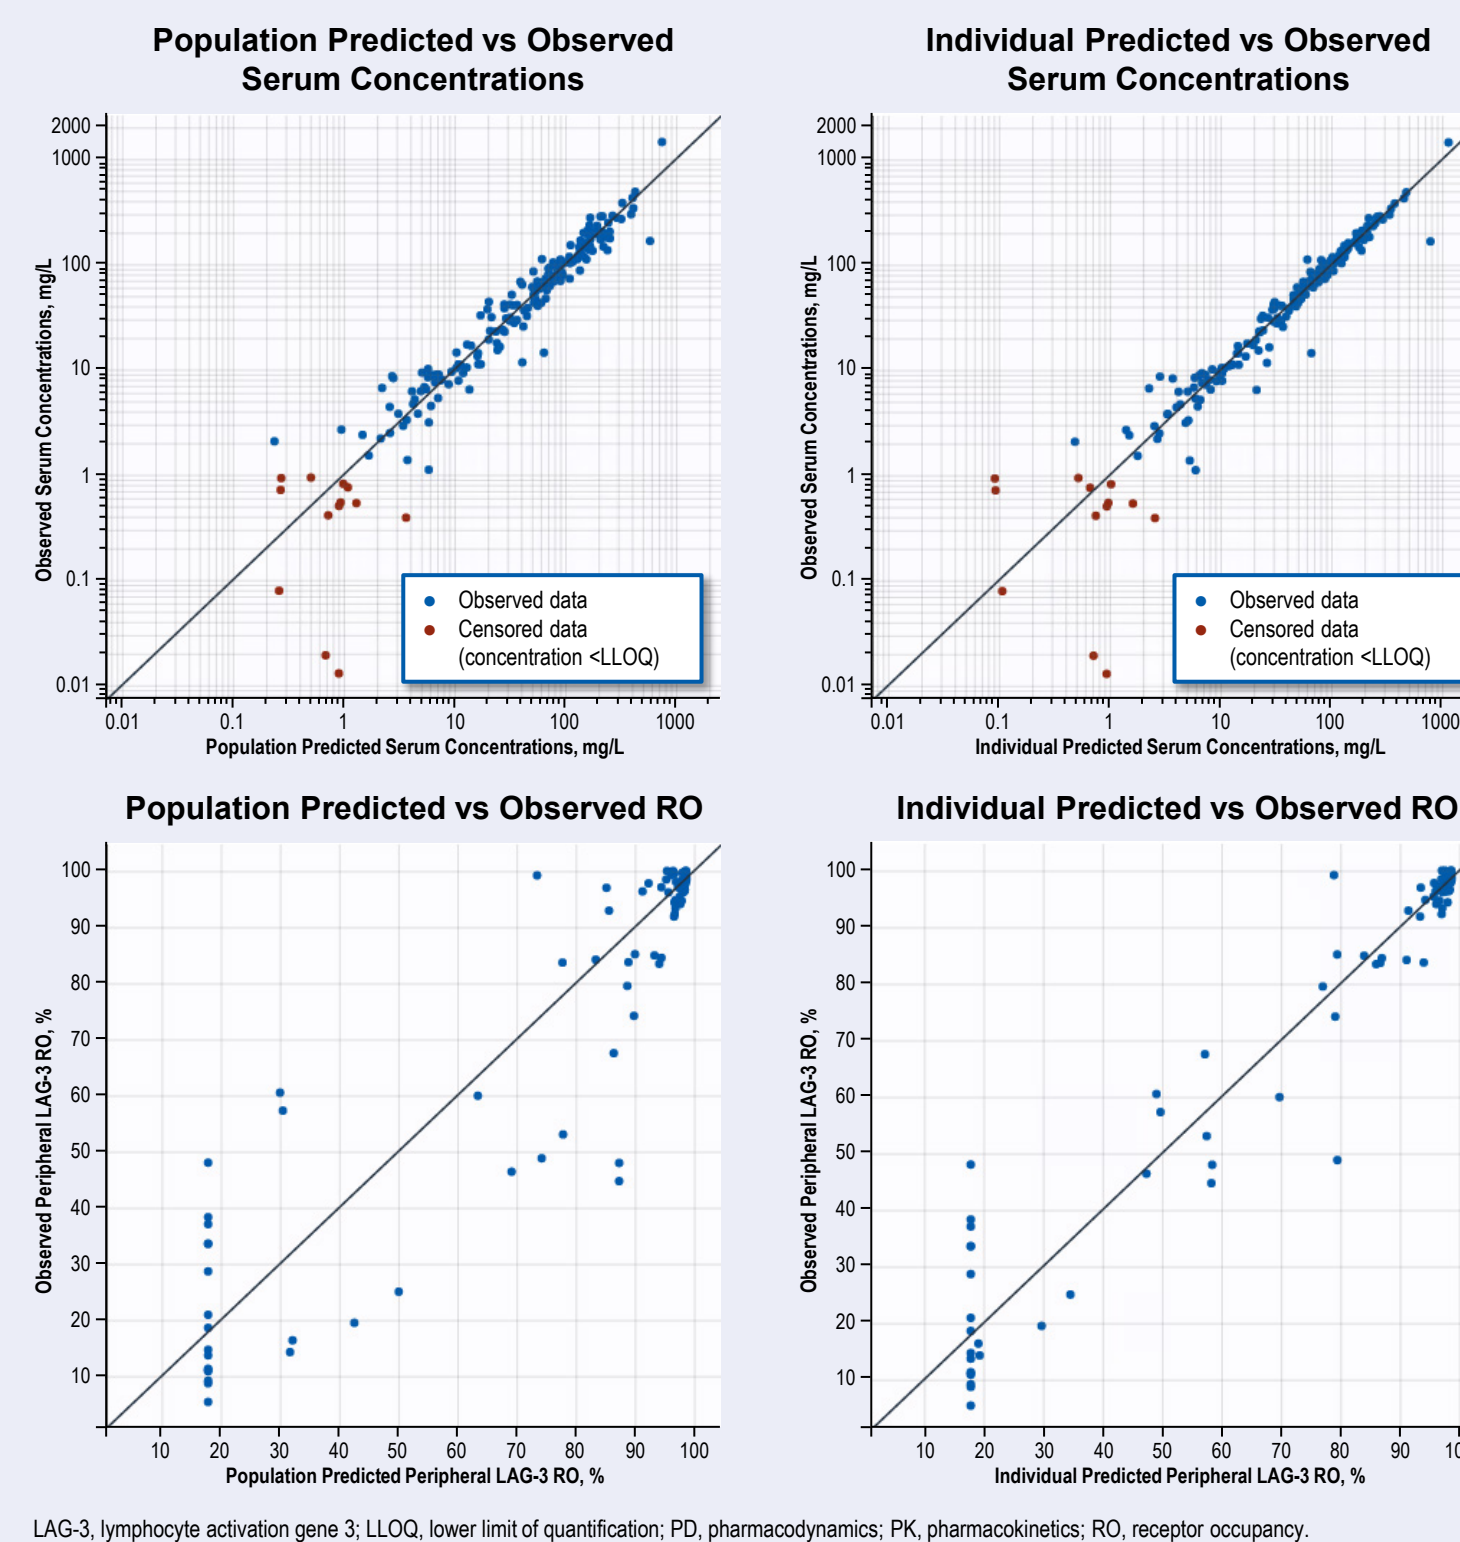 Population Predicted vs Observed
Serum Concentrations
2000
1000
100
10
1
0.1
0.01
Observed Serum Concentrations, mg/L
Observed data
Censored data
(concentration <LLOQ)
0.01 0.1 1 10 100 1000
Population Predicted Serum Concentrations, mg/L
Individual Predicted vs Observed
Serum Concentrations
2000
1000
100
10
1
0.1
0.01
Observed Serum Concentrations, mg/L
Observed data
Censored data
(concentration <LLOQ)
0.01 0.1 1 10 100 1000
Individual Predicted Serum Concentrations, mg/L
Population Predicted vs Observed RO
100
90
80
70
60
50
40
30
20
10
Observed Peripheral LAG-3 RO, %
10 20 30 40 50 60 70 80 90 100
Population Predicted Peripheral LAG-3 RO, %
Individual Predicted vs Observed RO
100
90
80
70
60
50
40
30
20
10
Observed Peripheral LAG-3 RO, %
10 20 30 40 50 60 70 80 90
Individual Predicted Peripheral LAG-3 RO, %
LAG-3, lymphocyte activation gene 3; LLOQ, lower limit of quantification; PD, pharmacodynamics; PK, pharmacokinetics; RO, receptor occupancy.